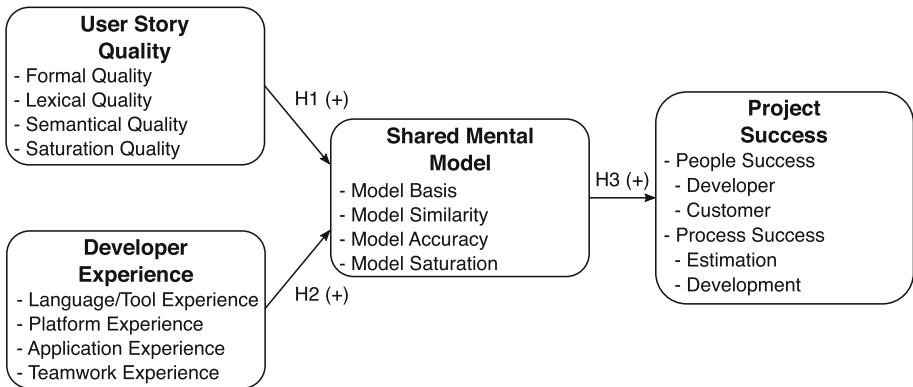 User Story
Quality
- Formal Quality
- Lexical Quality
- Semantical Quality
- Saturation Quality
H1 (+)
Developer
Experience
- Language/Tool Experience
- Platform Experience
- Application Experience
- Teamwork Experience
H2 (+)
Shared Mental
Model
- Model Basis
- Model Similarity
- Model Accuracy
- Model Saturation
H3 (+)
Project
Success
- People Success
- Developer
- Customer
- Process Success
- Estimation
- Development